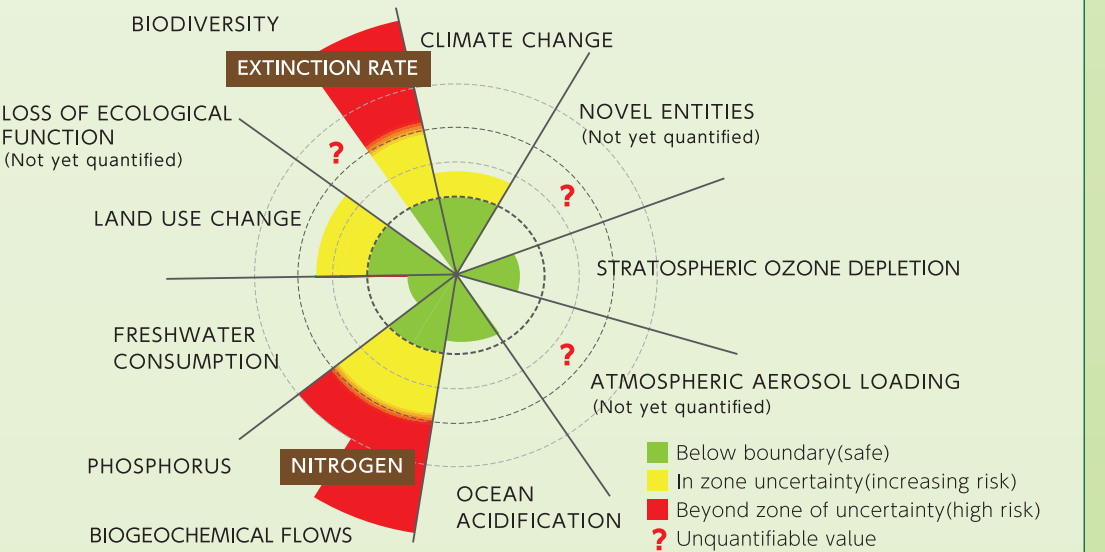 BIODIVERSITY
CLIMATE CHANGE
EXTINCTION RATE
LOSS OF ECOLOGICAL
FUNCTION
(Not yet quantified)
NOVEL ENTITIES
(Not yet quantified)
?
?
LAND USE CHANGE
STRATOSPHERIC OZONE DEPLETION
FRESHWATER
CONSUMPTION
?
ATMOSPHERIC AEROSOL LOADING
(Not yet quantified)
PHOSPHORUS
NITROGEN
BIOGEOCHEMICAL FLOWS
OCEAN
ACIDIFICATION
Below boundary(safe)
In zone uncertainty(increasing risk)
Beyond zone of uncertainty(high risk)
? Unquantifiable value